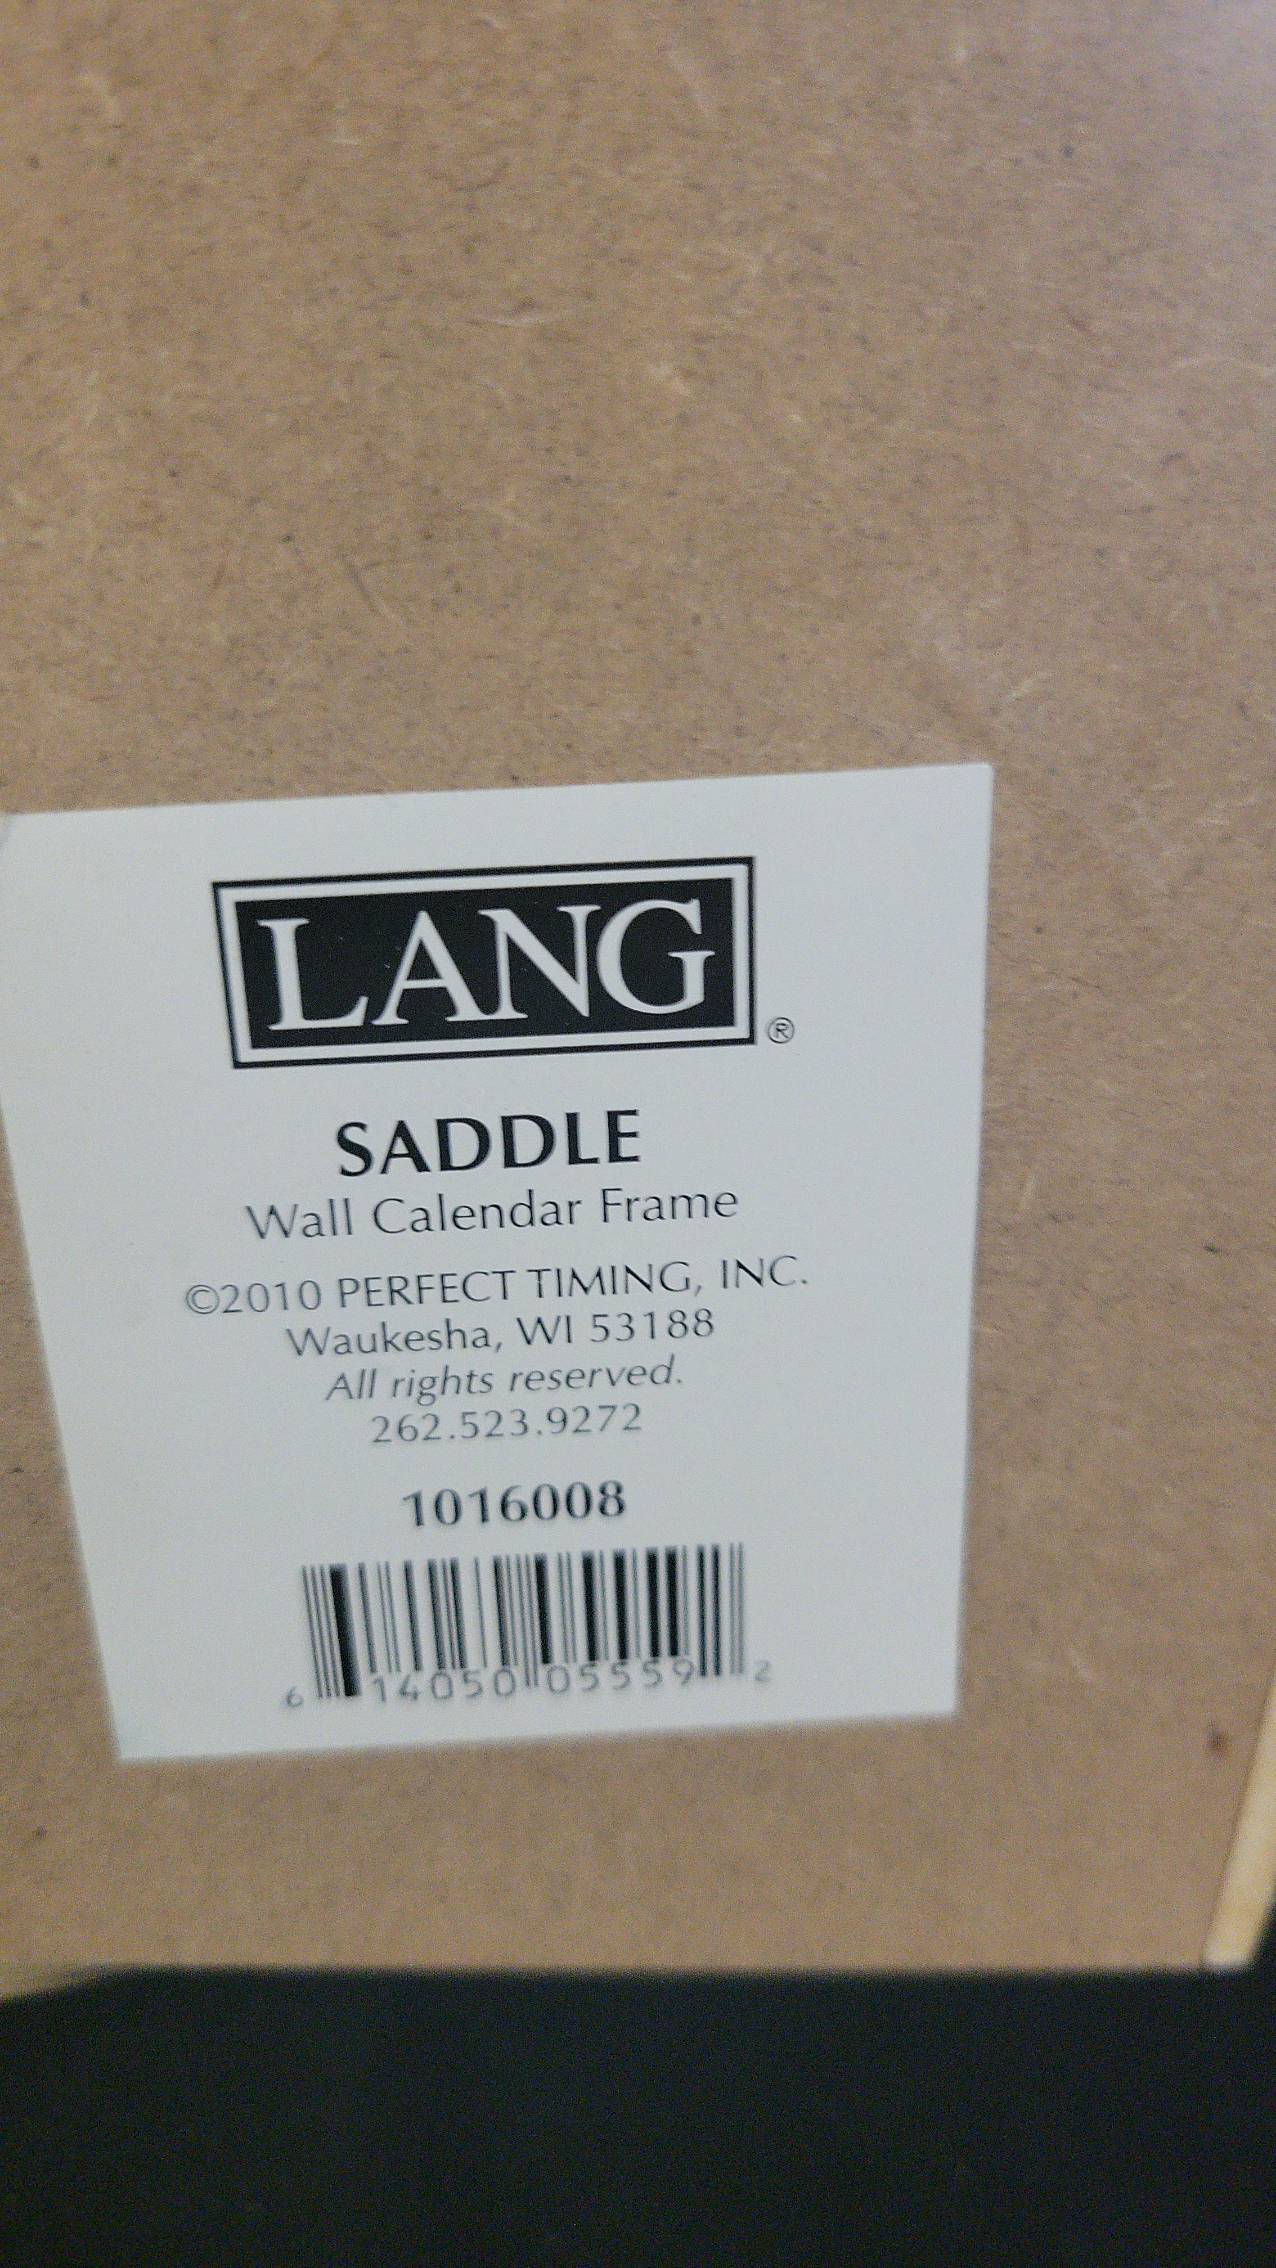 LANG®
SADDLE
Wall Calendar Frame
©2010 PERFECT TIMING, INC.
Waukesha, WI 53188
All rights reserved.
262.523.9272
1016008
6 14050 05559 2